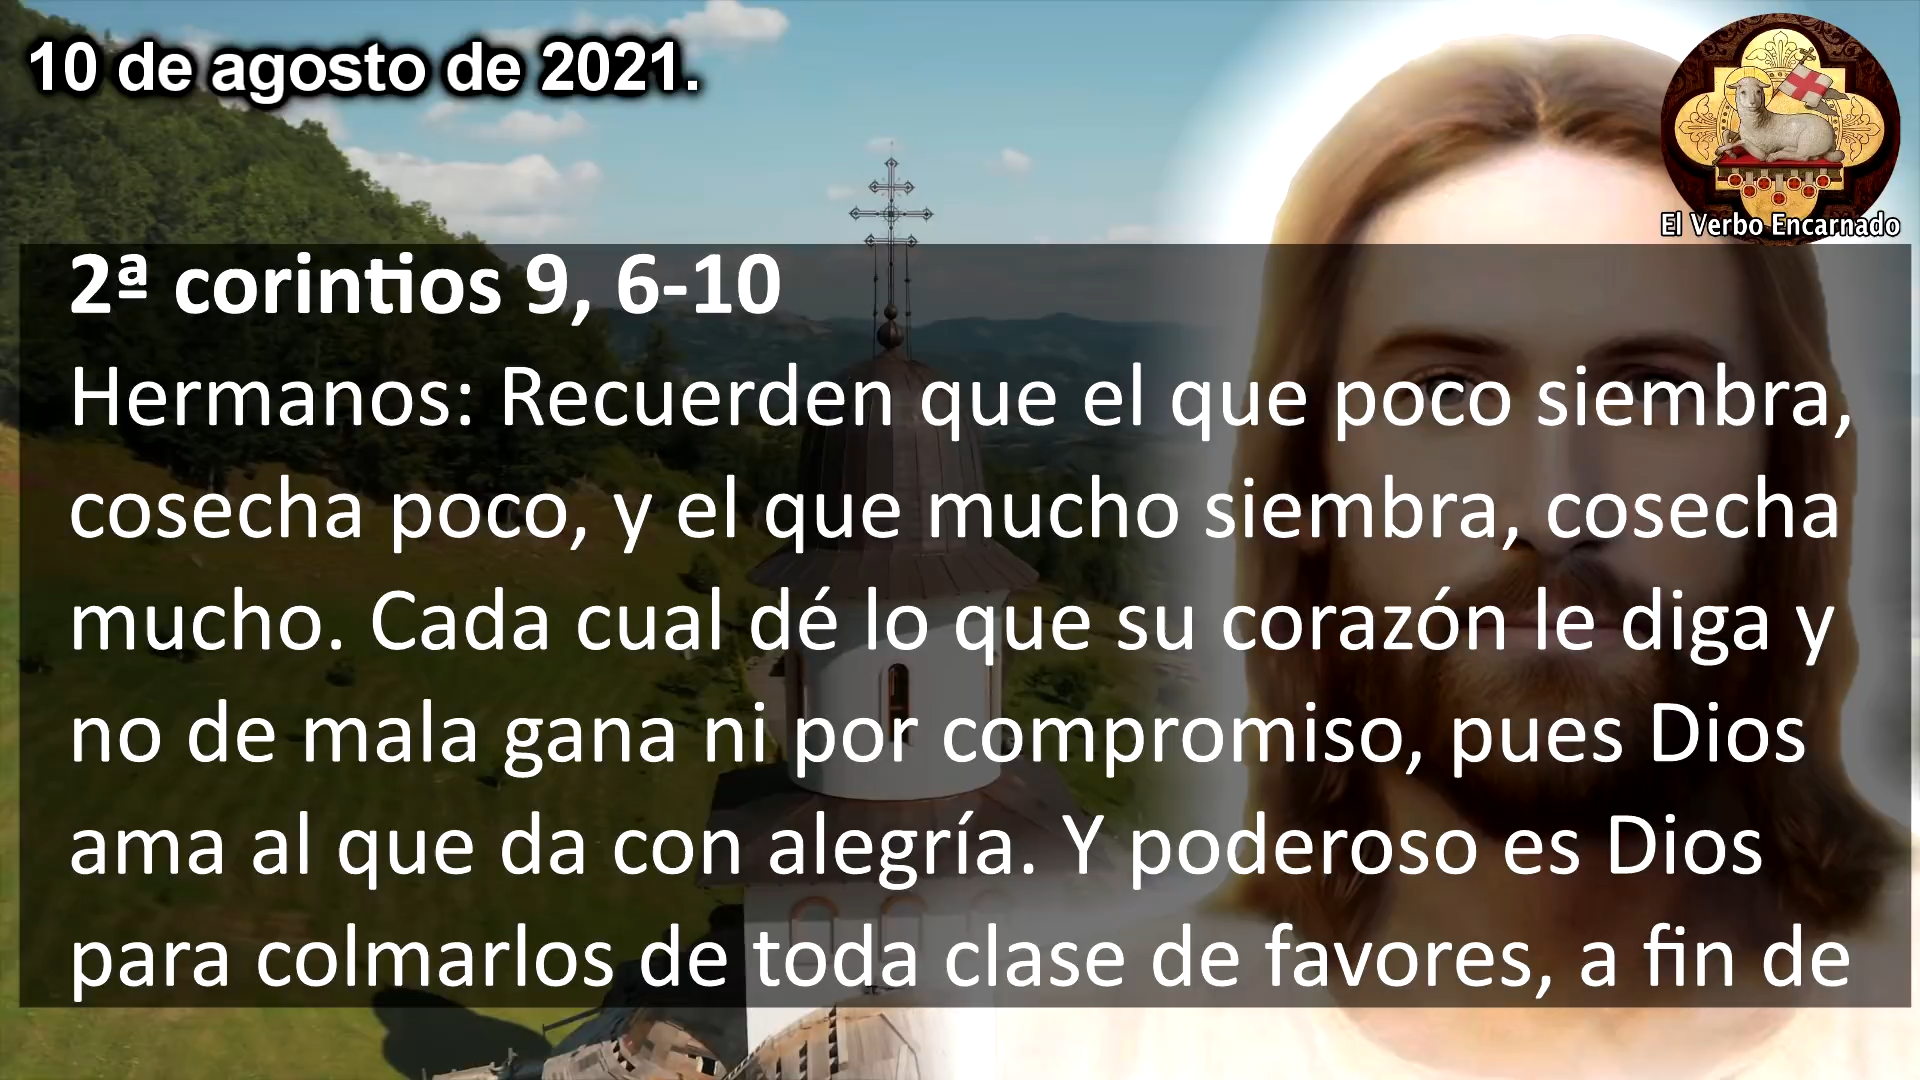 10 de agosto de 2021.
El Verbo Encarnado
2ª corintios 9, 6-10
Hermanos: Recuerden que el que poco siembra,
cosecha poco, y el que mucho siembra, cosecha
mucho. Cada cual dé lo que su corazón le diga y
no de mala gana ni por compromiso, pues Dios
ama al que da con alegría. Y poderoso es Dios
para colmarlos de toda clase de favores, a fin de